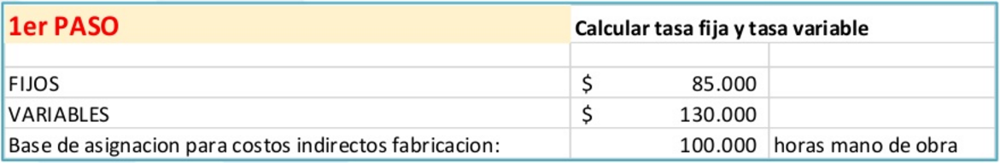 1er PASO Calcular tasa fija y tasa variable
FIJOS $ 85.000
VARIABLES $ 130.000
Base de asignacion para costos indirectos fabricacion: 100.000 horas mano de obra